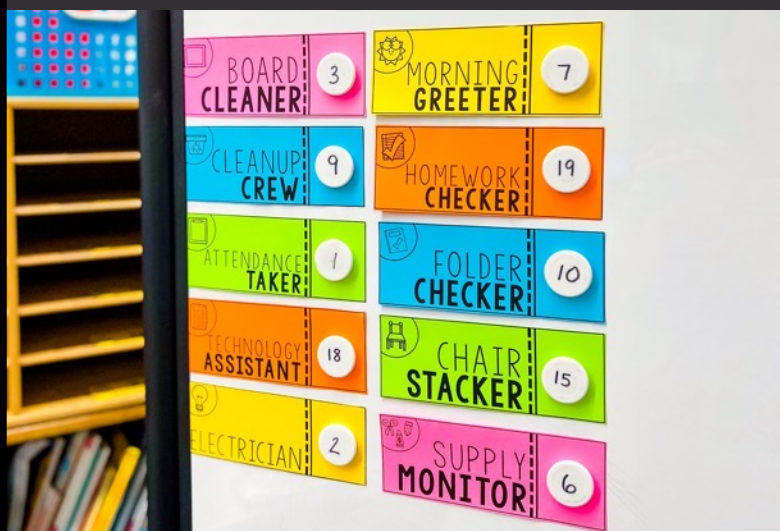 BOARD
CLEANER
3
CLEANUP
CREW
9
ATTENDANCE
TAKER
1
TECHNOLOGY
ASSISTANT
18
ELECTRICIAN
2
MORNING
GREETER
7
HOMEWORK
CHECKER
19
FOLDER
CHECKER
10
CHAIR
STACKER
15
SUPPLY
MONITOR
6